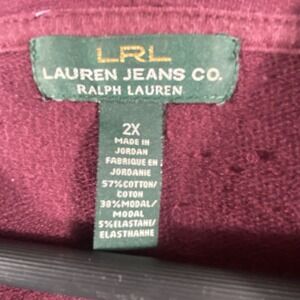 LRL
LAUREN JEANS CO.
RALPH LAUREN
2X
MADE IN
JORDAN
FABRIQUE EN
JORDANIE
57%COTTON/
COTON
38%MODAL/
MODAL
5%ELASTANE/
ELASTHANNE